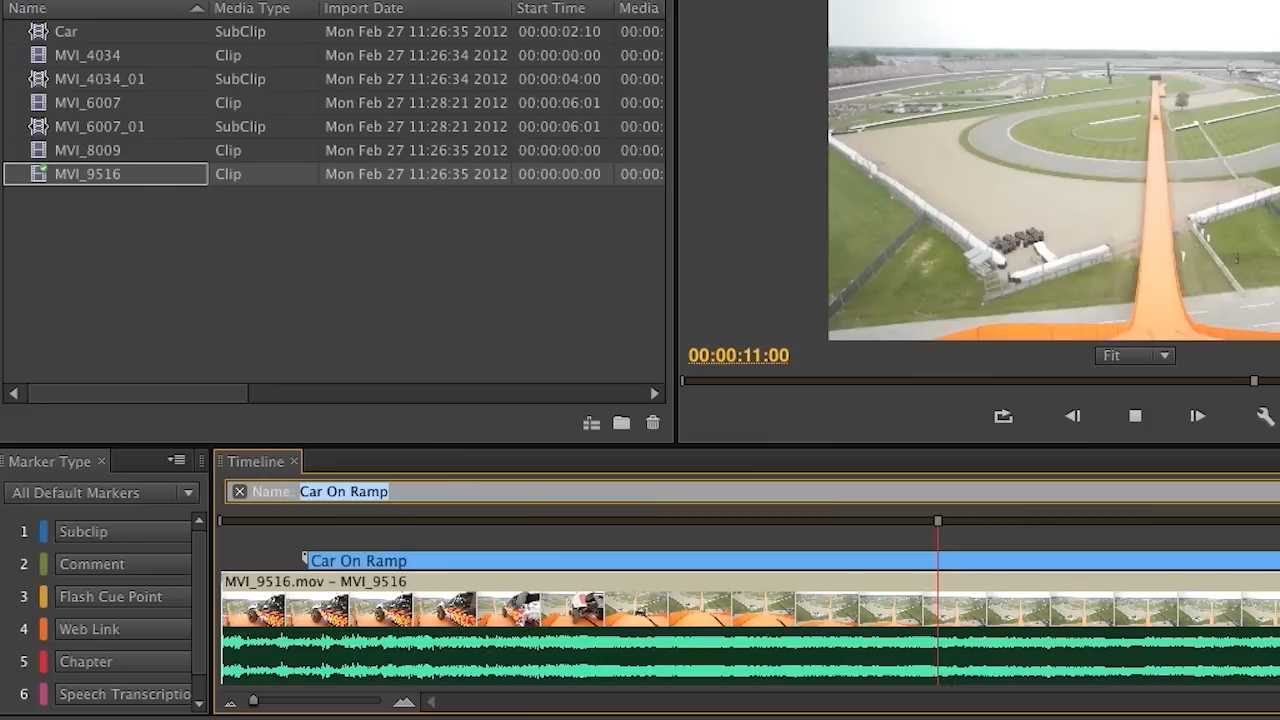 Name Media Type Import Date Start Time Media
Car SubClip Mon Feb 27 11:26:35 2012 00:00:02:10 00:00:
MVI_4034 Clip Mon Feb 27 11:26:34 2012 00:00:00:00 00:00:
MVI_4034_01 SubClip Mon Feb 27 11:26:34 2012 00:00:04:00 00:00:
MVI_6007 Clip Mon Feb 27 11:28:21 2012 00:00:06:01 00:00:
MVI_6007_01 SubClip Mon Feb 27 11:28:21 2012 00:00:06:01 00:00:
MVI_8009 Clip Mon Feb 27 11:26:35 2012 00:00:00:00 00:00:
MVI_9516 Clip Mon Feb 27 11:26:35 2012 00:00:00:00 00:00:
00:00:11:00
Fit
Marker Type
Timeline
All Default Markers
Name: Car On Ramp
1 Subclip
2 Comment
3 Flash Cue Point
4 Web Link
5 Chapter
6 Speech Transcriptio
Car On Ramp
MVI_9516.mov - MVI_9516